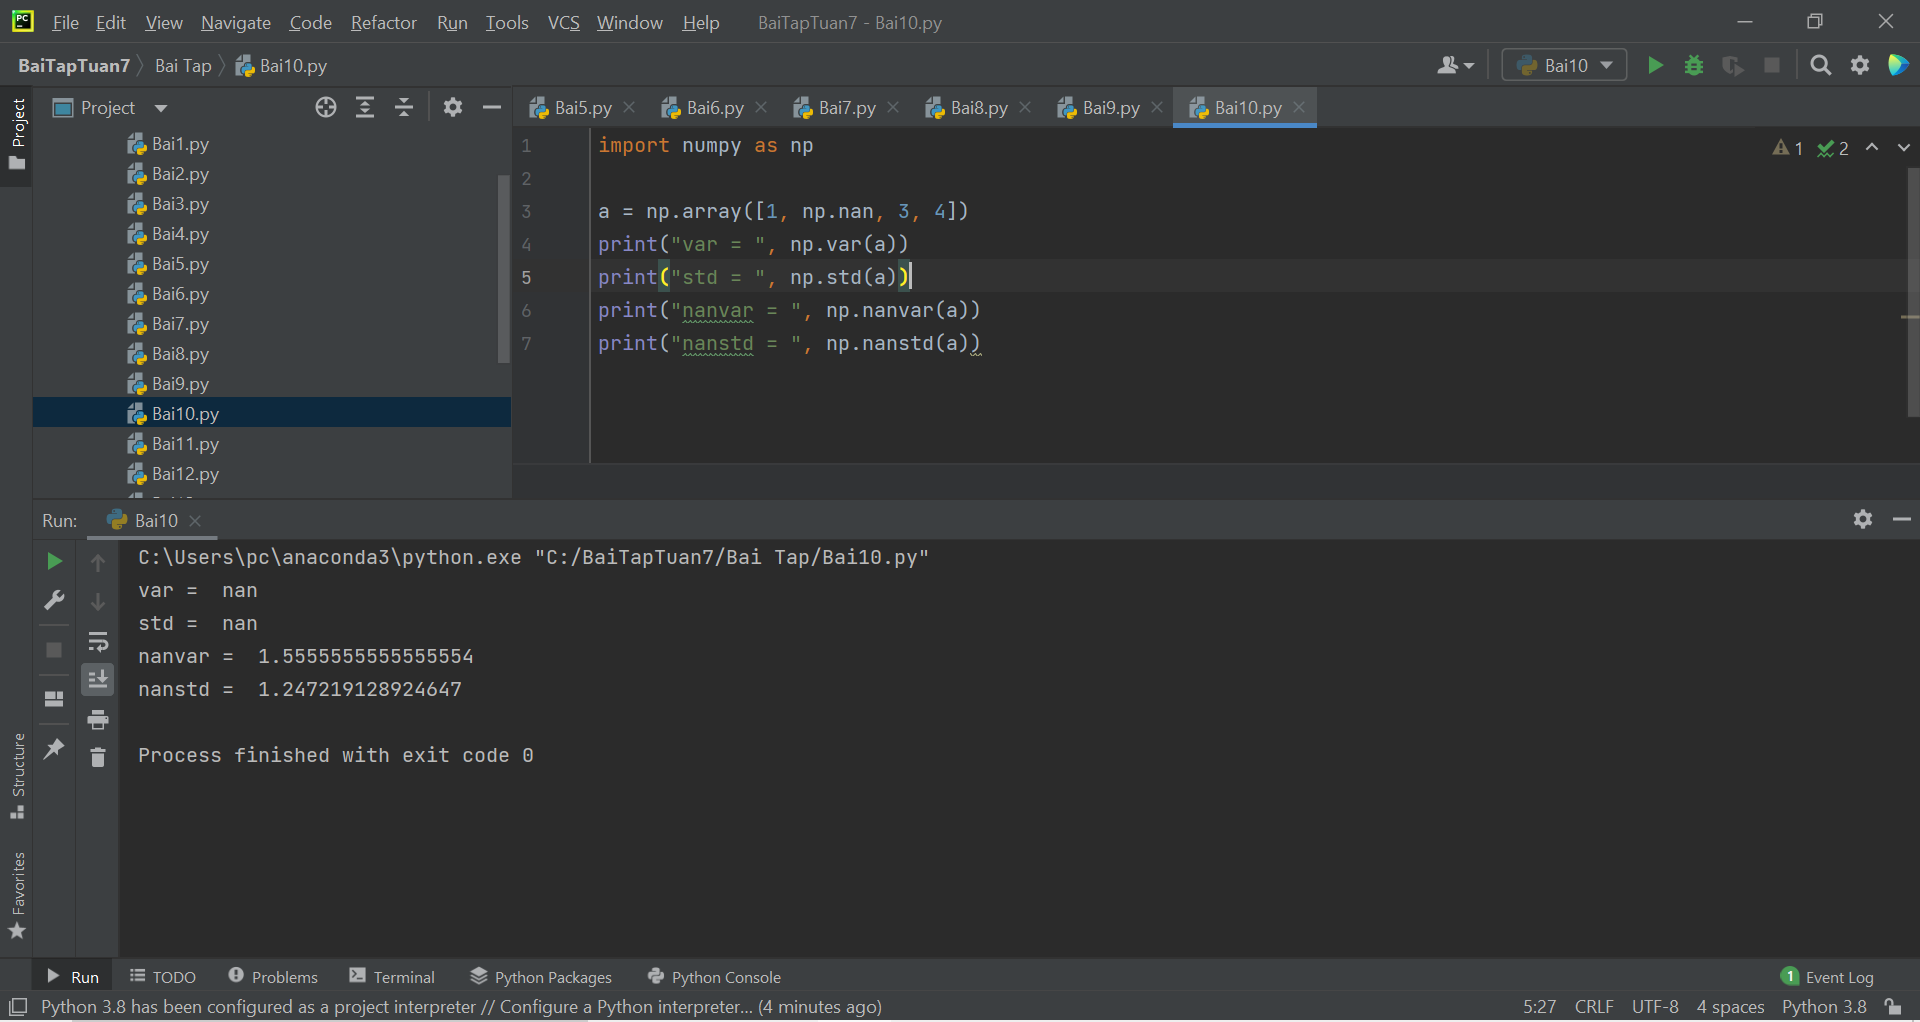 File Edit View Navigate Code Refactor Run Tools VCS Window Help BaiTapTuan7 - Bai10.py
BaiTapTuan7 Bai Tap Bai10.py Bai10
Project
Project
Bai1.py
Bai2.py
Bai3.py
Bai4.py
Bai5.py
Bai6.py
Bai7.py
Bai8.py
Bai9.py
Bai10.py
Bai11.py
Bai12.py
Bai5.py Bai6.py Bai7.py Bai8.py Bai9.py Bai10.py
1 import numpy as np
2
3 a = np.array([1, np.nan, 3, 4])
4 print("var = ", np.var(a))
5 print("std = ", np.std(a))
6 print("nanvar = ", np.nanvar(a))
7 print("nanstd = ", np.nanstd(a))
1 2
Run: Bai10
C:\Users\pc\anaconda3\python.exe "C:/BaiTapTuan7/Bai Tap/Bai10.py"
var =  nan
std =  nan
nanvar =  1.5555555555555554
nanstd =  1.247219128924647
Process finished with exit code 0
Structure
Favorites
Run TODO Problems Terminal Python Packages Python Console 1 Event Log
Python 3.8 has been configured as a project interpreter // Configure a Python interpreter... (4 minutes ago) 5:27 CRLF UTF-8 4 spaces Python 3.8